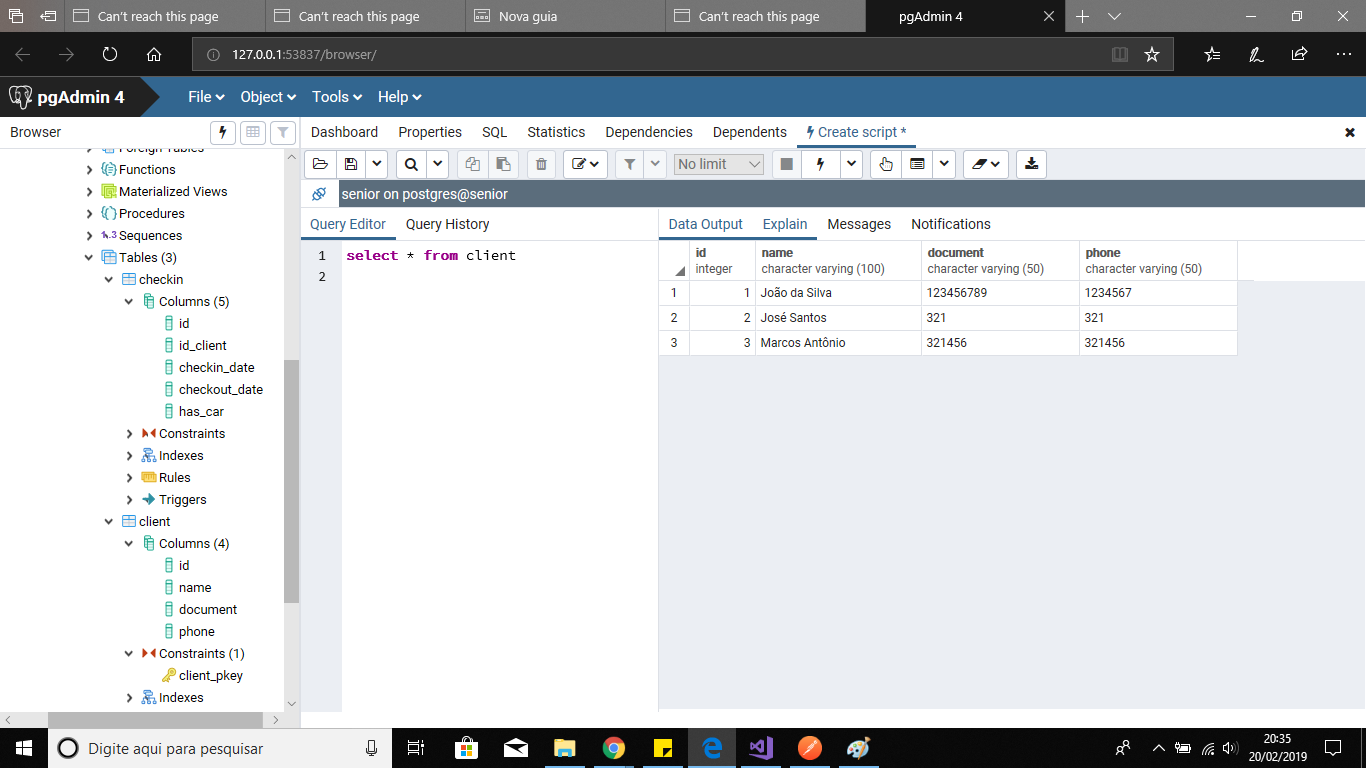 Can't reach this page
Can't reach this page
Nova guia
Can't reach this page
pgAdmin 4
127.0.0.1:53837/browser/
pgAdmin 4
File
Object
Tools
Help
Browser
Dashboard
Properties
SQL
Statistics
Dependencies
Dependents
Create script *
Foreign Tables
Functions
Materialized Views
Procedures
1..3 Sequences
Tables (3)
checkin
Columns (5)
id
id_client
checkin_date
checkout_date
has_car
Constraints
Indexes
Rules
Triggers
client
Columns (4)
id
name
document
phone
Constraints (1)
client_pkey
Indexes
No limit
senior on postgres@senior
Query Editor
Query History
1 select * from client
2
Data Output
Explain
Messages
Notifications
id name document phone
integer character varying (100) character varying (50) character varying (50)
1 1 João da Silva 123456789 1234567
2 2 José Santos 321 321
3 3 Marcos Antônio 321456 321456
Digite aqui para pesquisar
20:35
20/02/2019